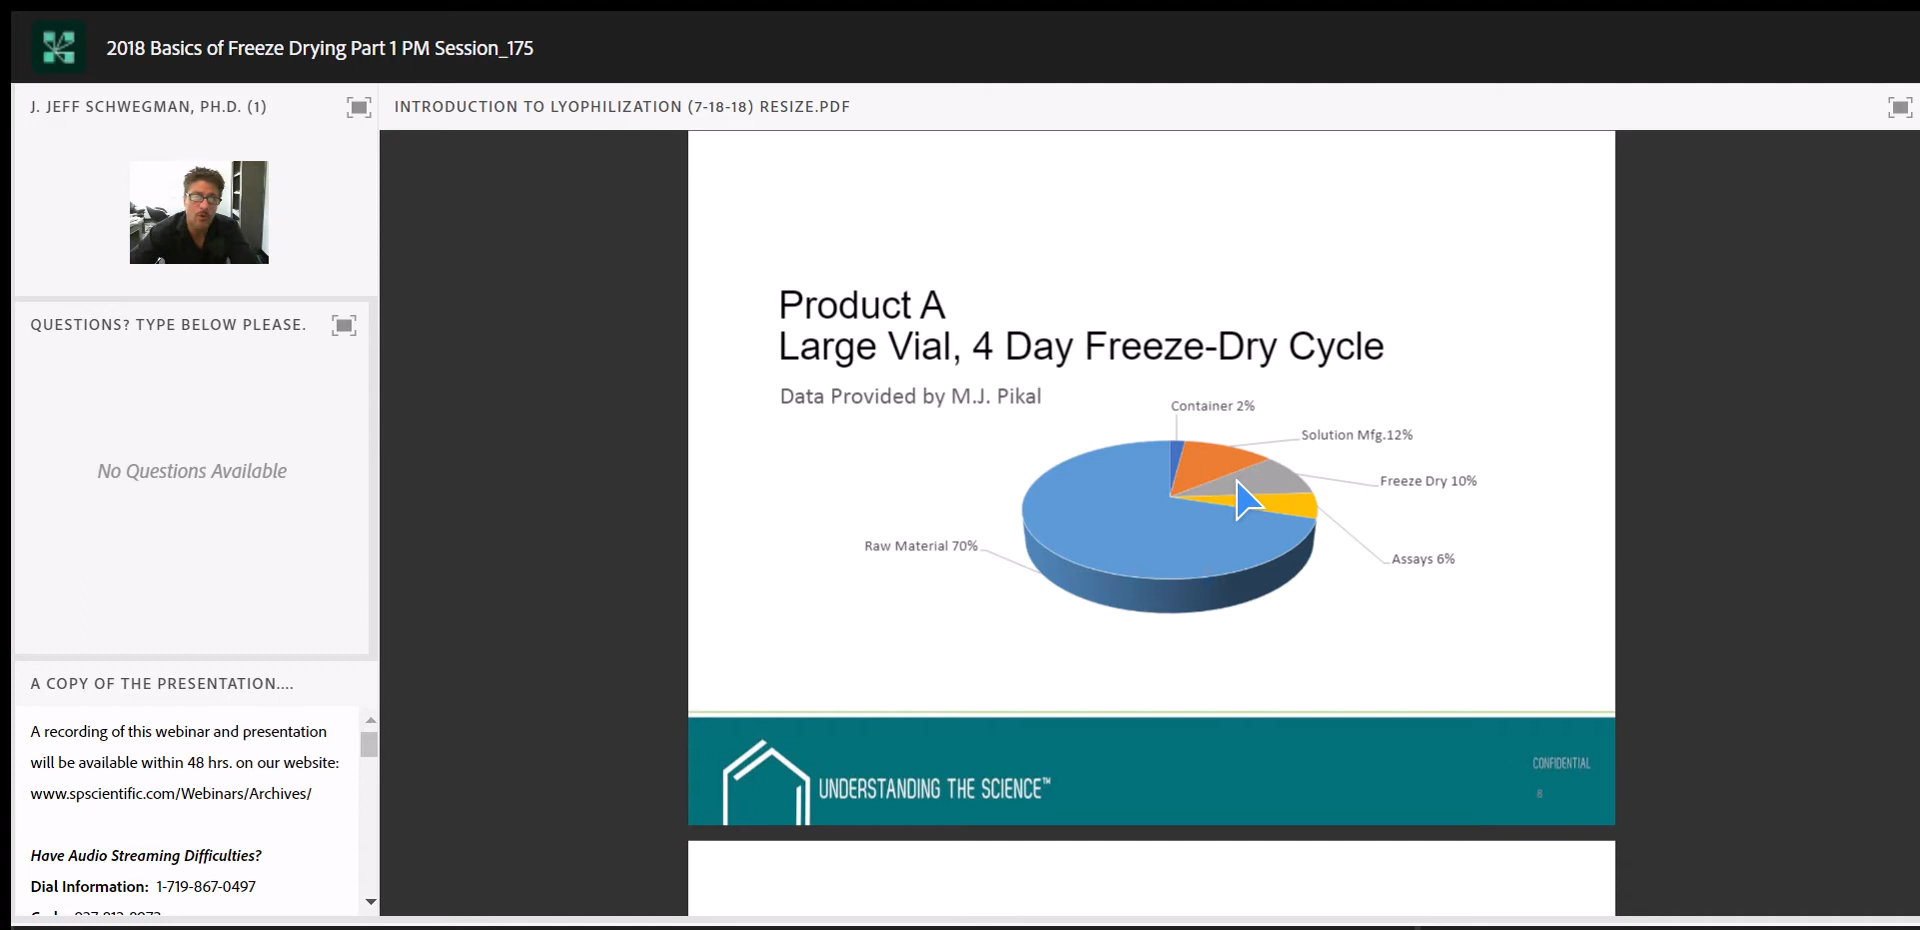 2018 Basics of Freeze Drying Part 1 PM Session_175
J. JEFF SCHWEGMAN, PH.D. (1)
INTRODUCTION TO LYOPHILIZATION (7-18-18) RESIZE.PDF
QUESTIONS? TYPE BELOW PLEASE.
No Questions Available
A COPY OF THE PRESENTATION....
A recording of this webinar and presentation
will be available within 48 hrs. on our website:
www.spscientific.com/Webinars/Archives/
Have Audio Streaming Difficulties?
Dial Information: 1-719-867-0497
Product A
Large Vial, 4 Day Freeze-Dry Cycle
Data Provided by M.J. Pikal
Container 2%
Solution Mfg.12%
Freeze Dry 10%
Raw Material 70%
Assays 6%
UNDERSTANDING THE SCIENCE™
CONFIDENTIAL
8